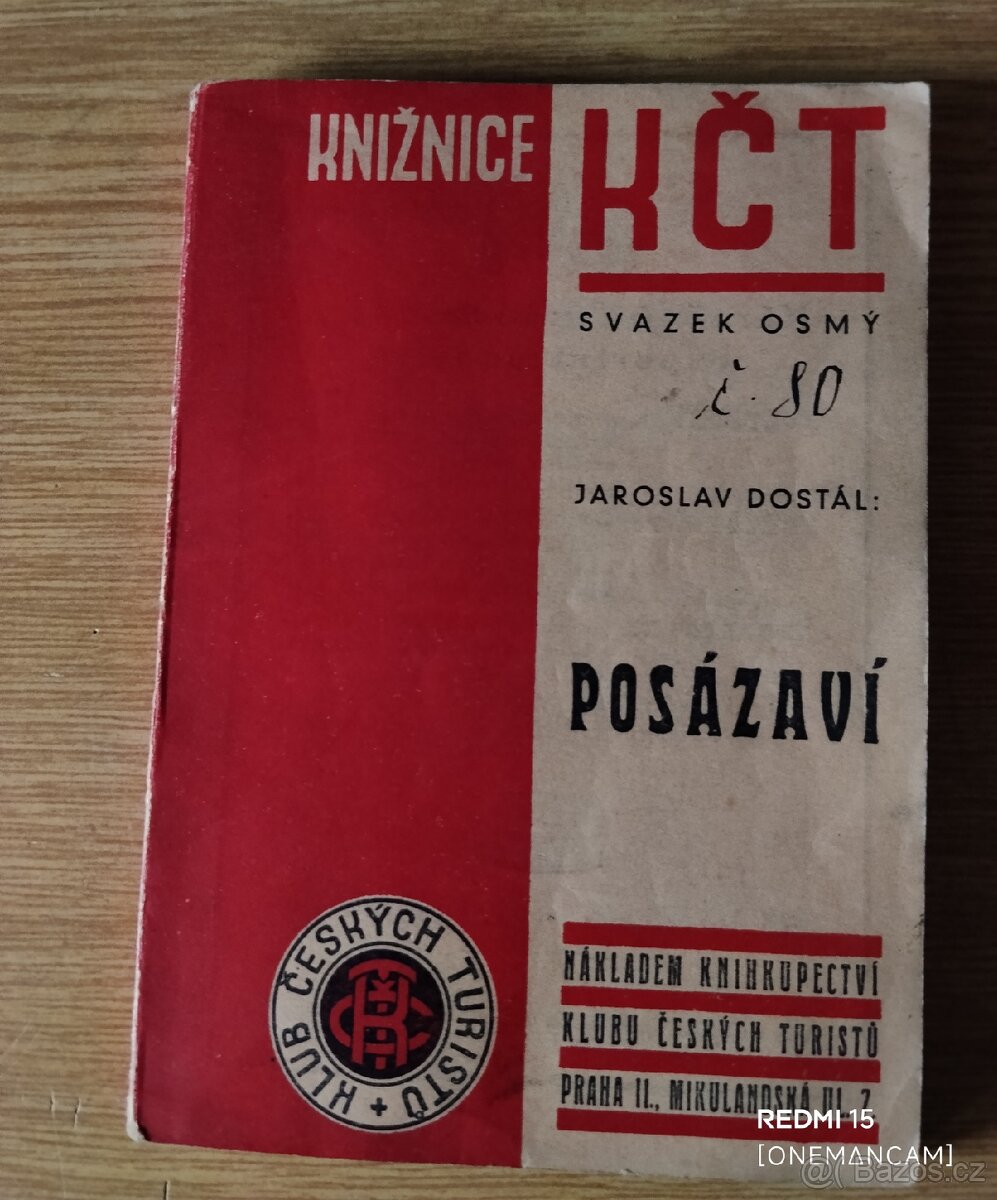 KNIŽNICE
KČT
SVAZEK OSMÝ
č. 80
JAROSLAV DOSTÁL:
POSÁZAVÍ
KLUB ČESKÝCH TURISTŮ +
NÁKLADEM KNIHKUPECTVÍ
KLUBU ČESKÝCH TURISTŮ
PRAHA II., MIKULANDSKÁ UL. 7
REDMI 15
[ONEMANCAM]
@ Bazos.cz